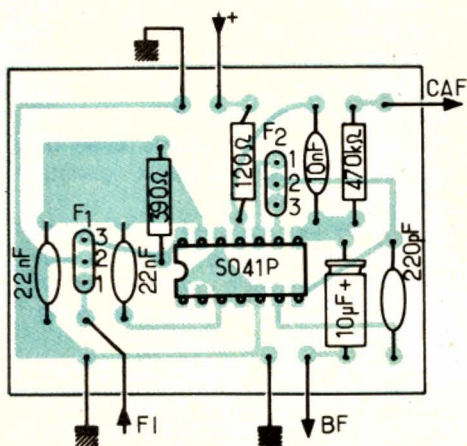 +
CAF
120Ω
F2
1
2
3
10nF
470kΩ
390Ω
F1
3
2
1
22nF
22nF
SO41P
10µF +
220pF
FI
BF